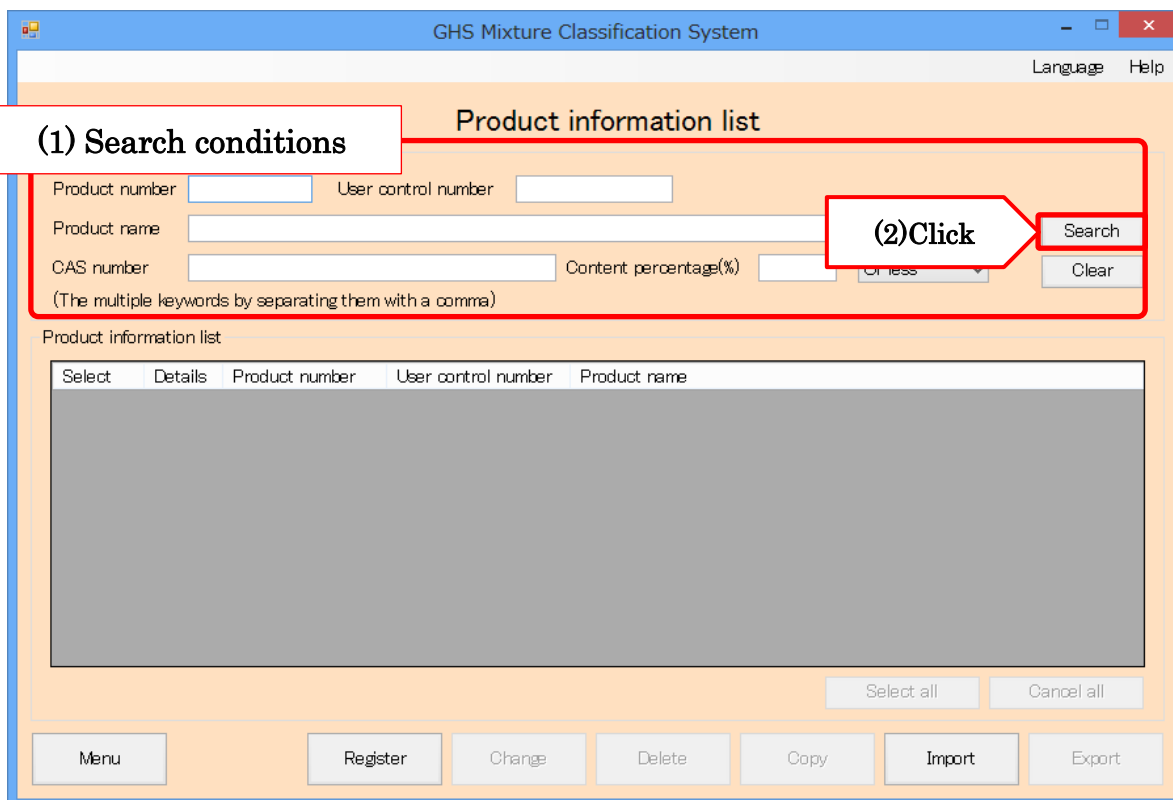 GHS Mixture Classification System
Language Help
Product information list
(1) Search conditions
Product number User control number
Product name
(2)Click
Search
CAS number Content percentage(%) Or less
Clear
(The multiple keywords by separating them with a comma)
Product information list
Select Details Product number User control number Product name
Select all Cancel all
Menu Register Change Delete Copy Import Export